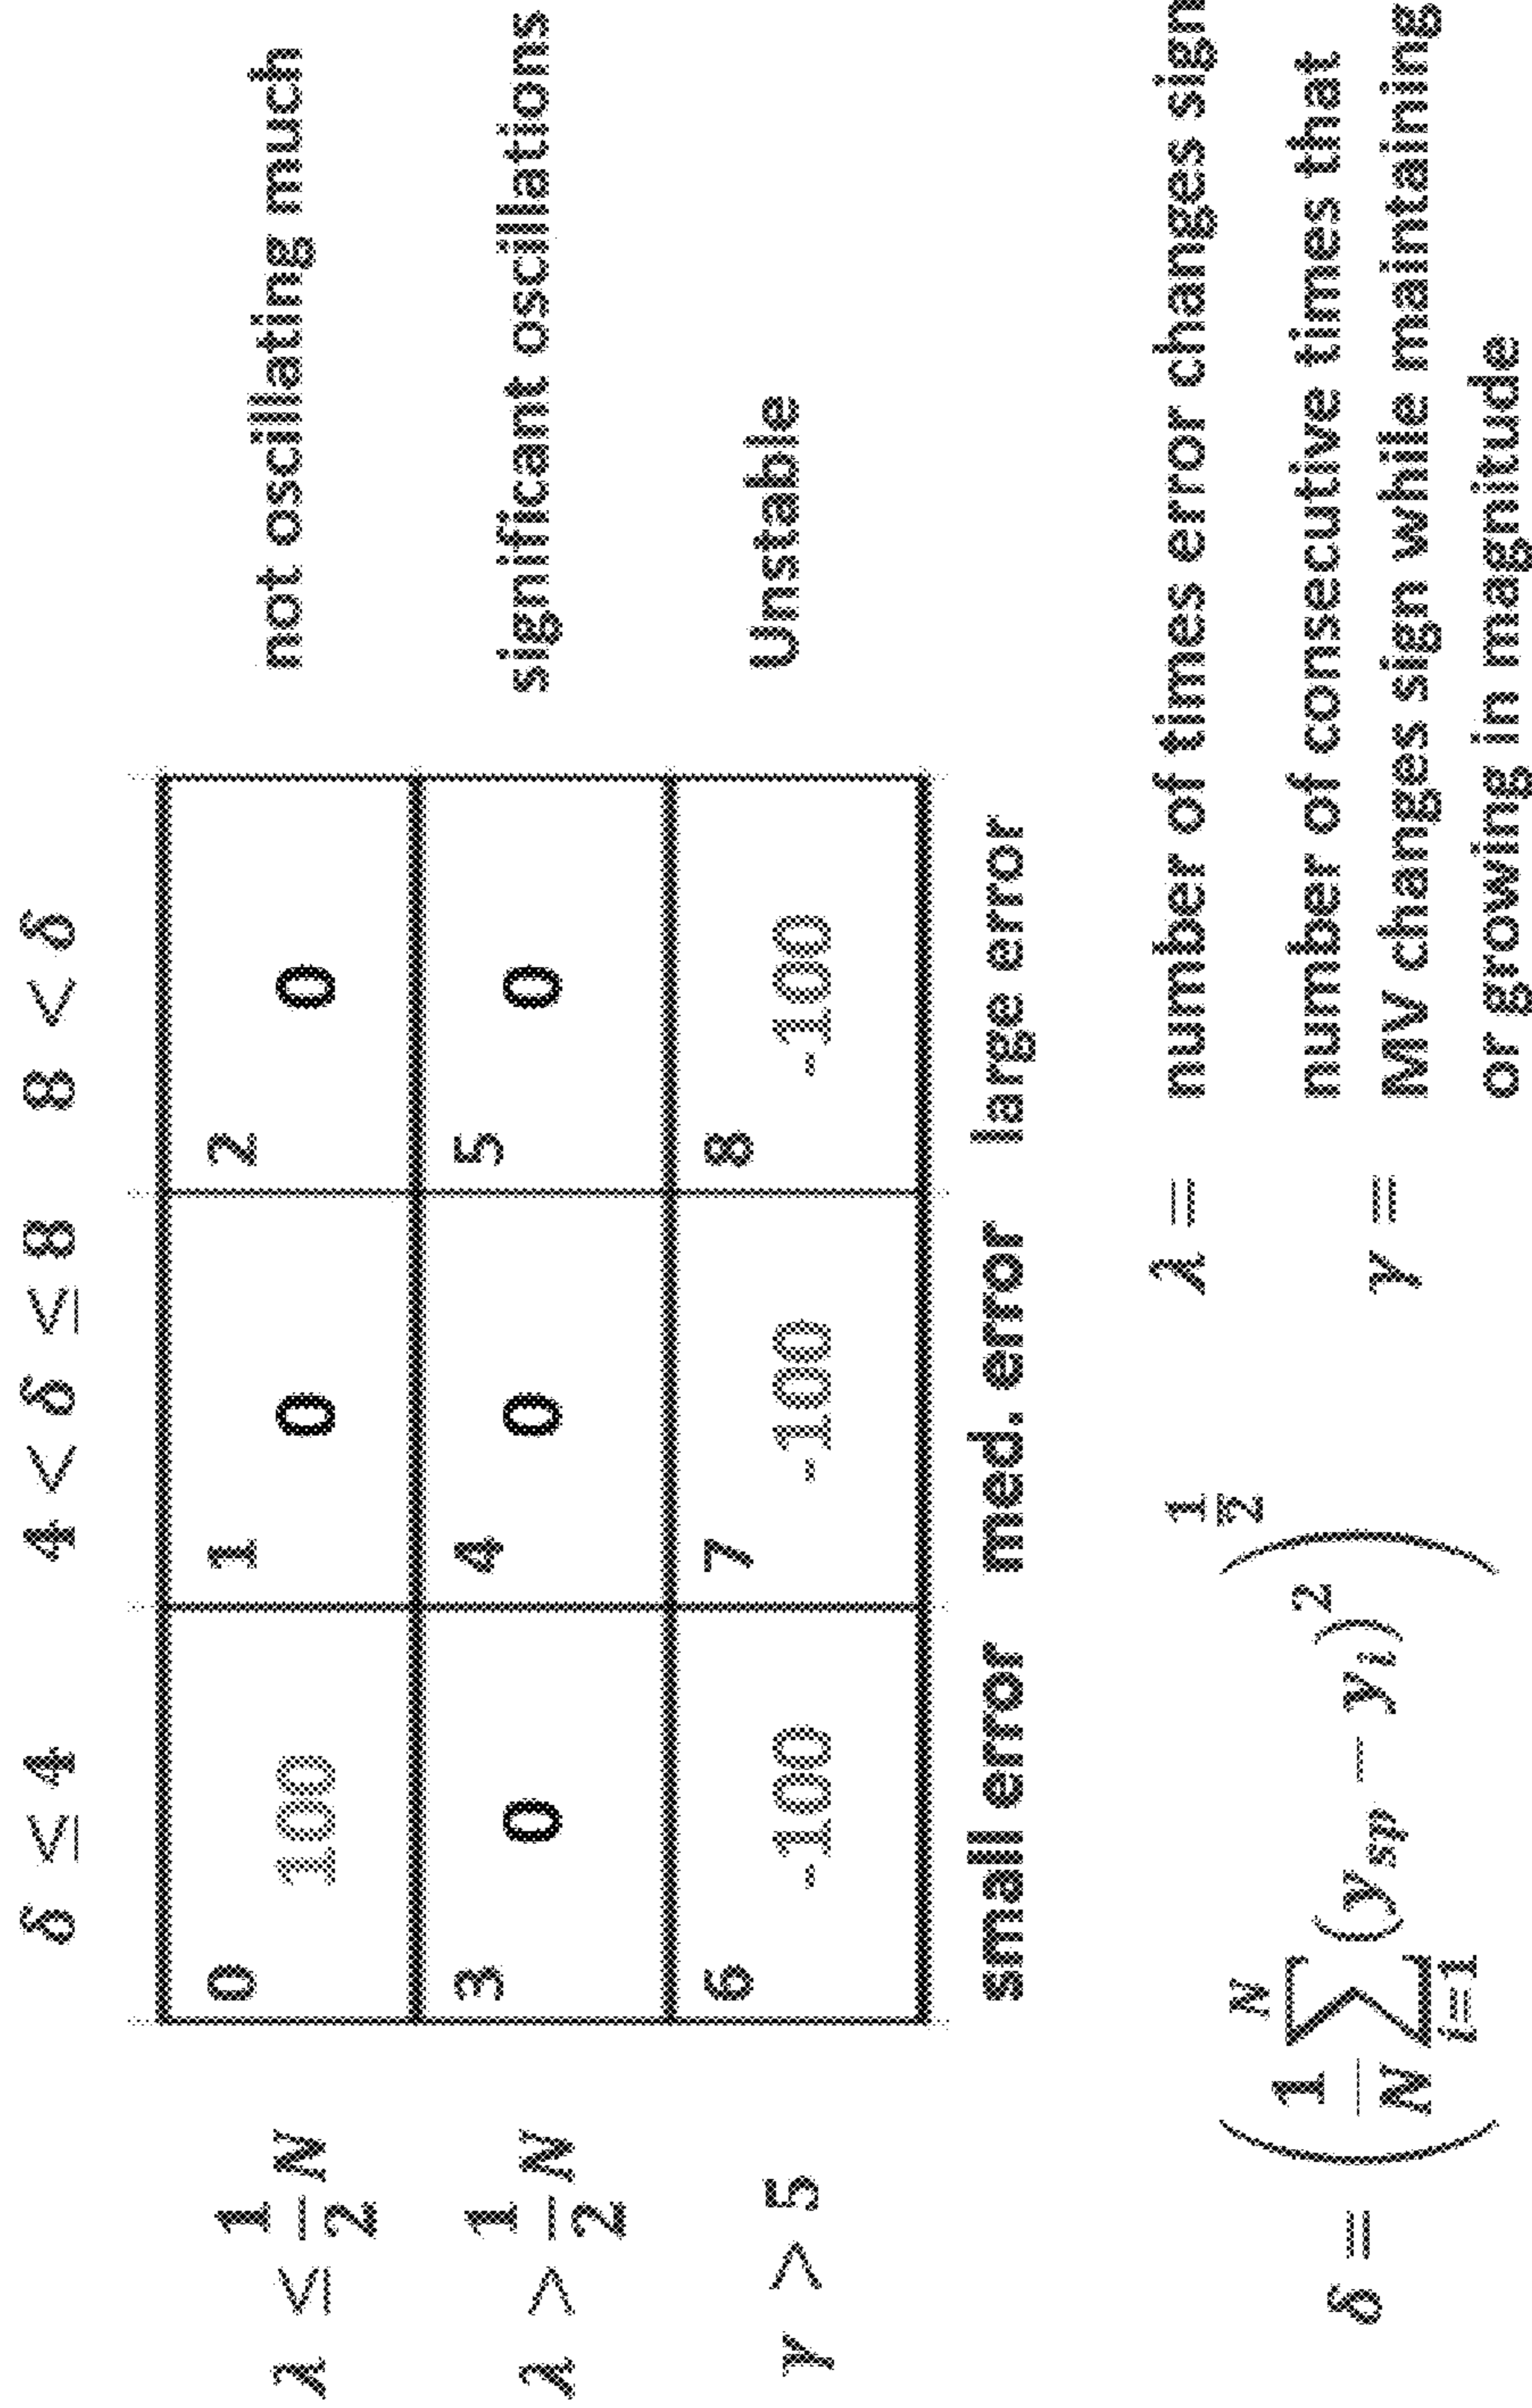 δ ≤ 4 4 < δ ≤ 8 8 < δ
λ ≤ 1/2 N 0 100 1 0 2 0 not oscillating much
λ > 1/2 N 3 0 4 0 5 0 significant oscillations
γ > 5 6 -100 7 -100 8 -100 Unstable
small error med. error large error
δ = (1/N ∑_{i=1}^{N} (y_{sp} − y_i)^2)^{1/2}
λ = number of times error changes sign
γ = number of consecutive times that
MV changes sign while maintaining
or growing in magnitude